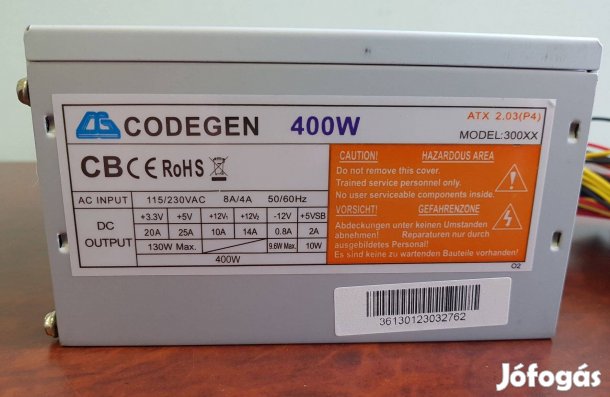 CODEGEN 400W
ATX 2.03(P4)
MODEL:300XX
CB CE RoHS
AC INPUT 115/230VAC 8A/4A 50/60Hz
DC OUTPUT
+3.3V +5V +12V1 +12V2 -12V +5VSB
20A 25A 10A 14A 0.8A 2A
130W Max. 9.6W Max. 10W
400W
CAUTION! HAZARDOUS AREA
Do not remove this cover.
Trained service personel only.
No user serviceable components inside.
VORSICHT! GEFAHRENZONE
Abdeckungen unter keinen Umständen
abnehmen! Reparaturen nur durch
ausgebildetes Personal!
Es sind keine zu wartenden Bauteile vorhanden!
O2
36130123032762
Jófogás